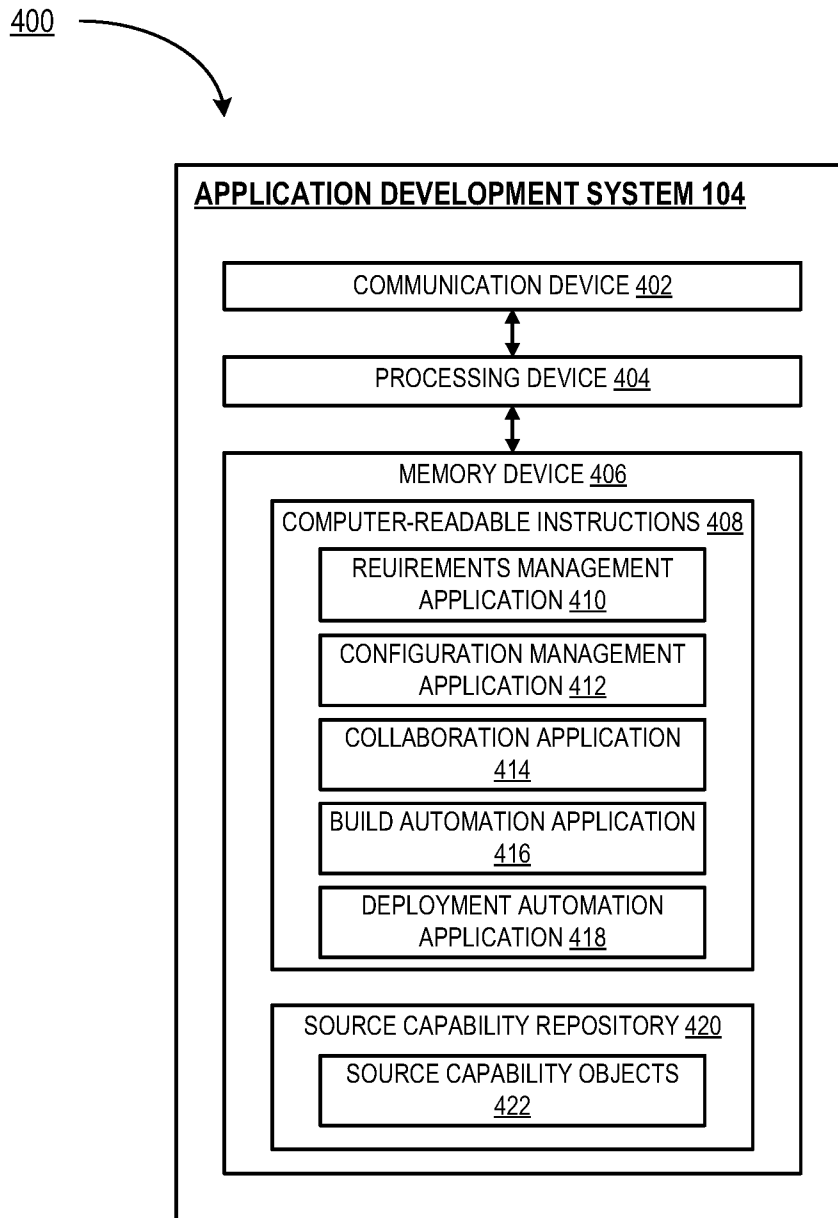 400
APPLICATION DEVELOPMENT SYSTEM 104
COMMUNICATION DEVICE 402
PROCESSING DEVICE 404
MEMORY DEVICE 406
COMPUTER-READABLE INSTRUCTIONS 408
REUIREMENTS MANAGEMENT
APPLICATION 410
CONFIGURATION MANAGEMENT
APPLICATION 412
COLLABORATION APPLICATION
414
BUILD AUTOMATION APPLICATION
416
DEPLOYMENT AUTOMATION
APPLICATION 418
SOURCE CAPABILITY REPOSITORY 420
SOURCE CAPABILITY OBJECTS
422